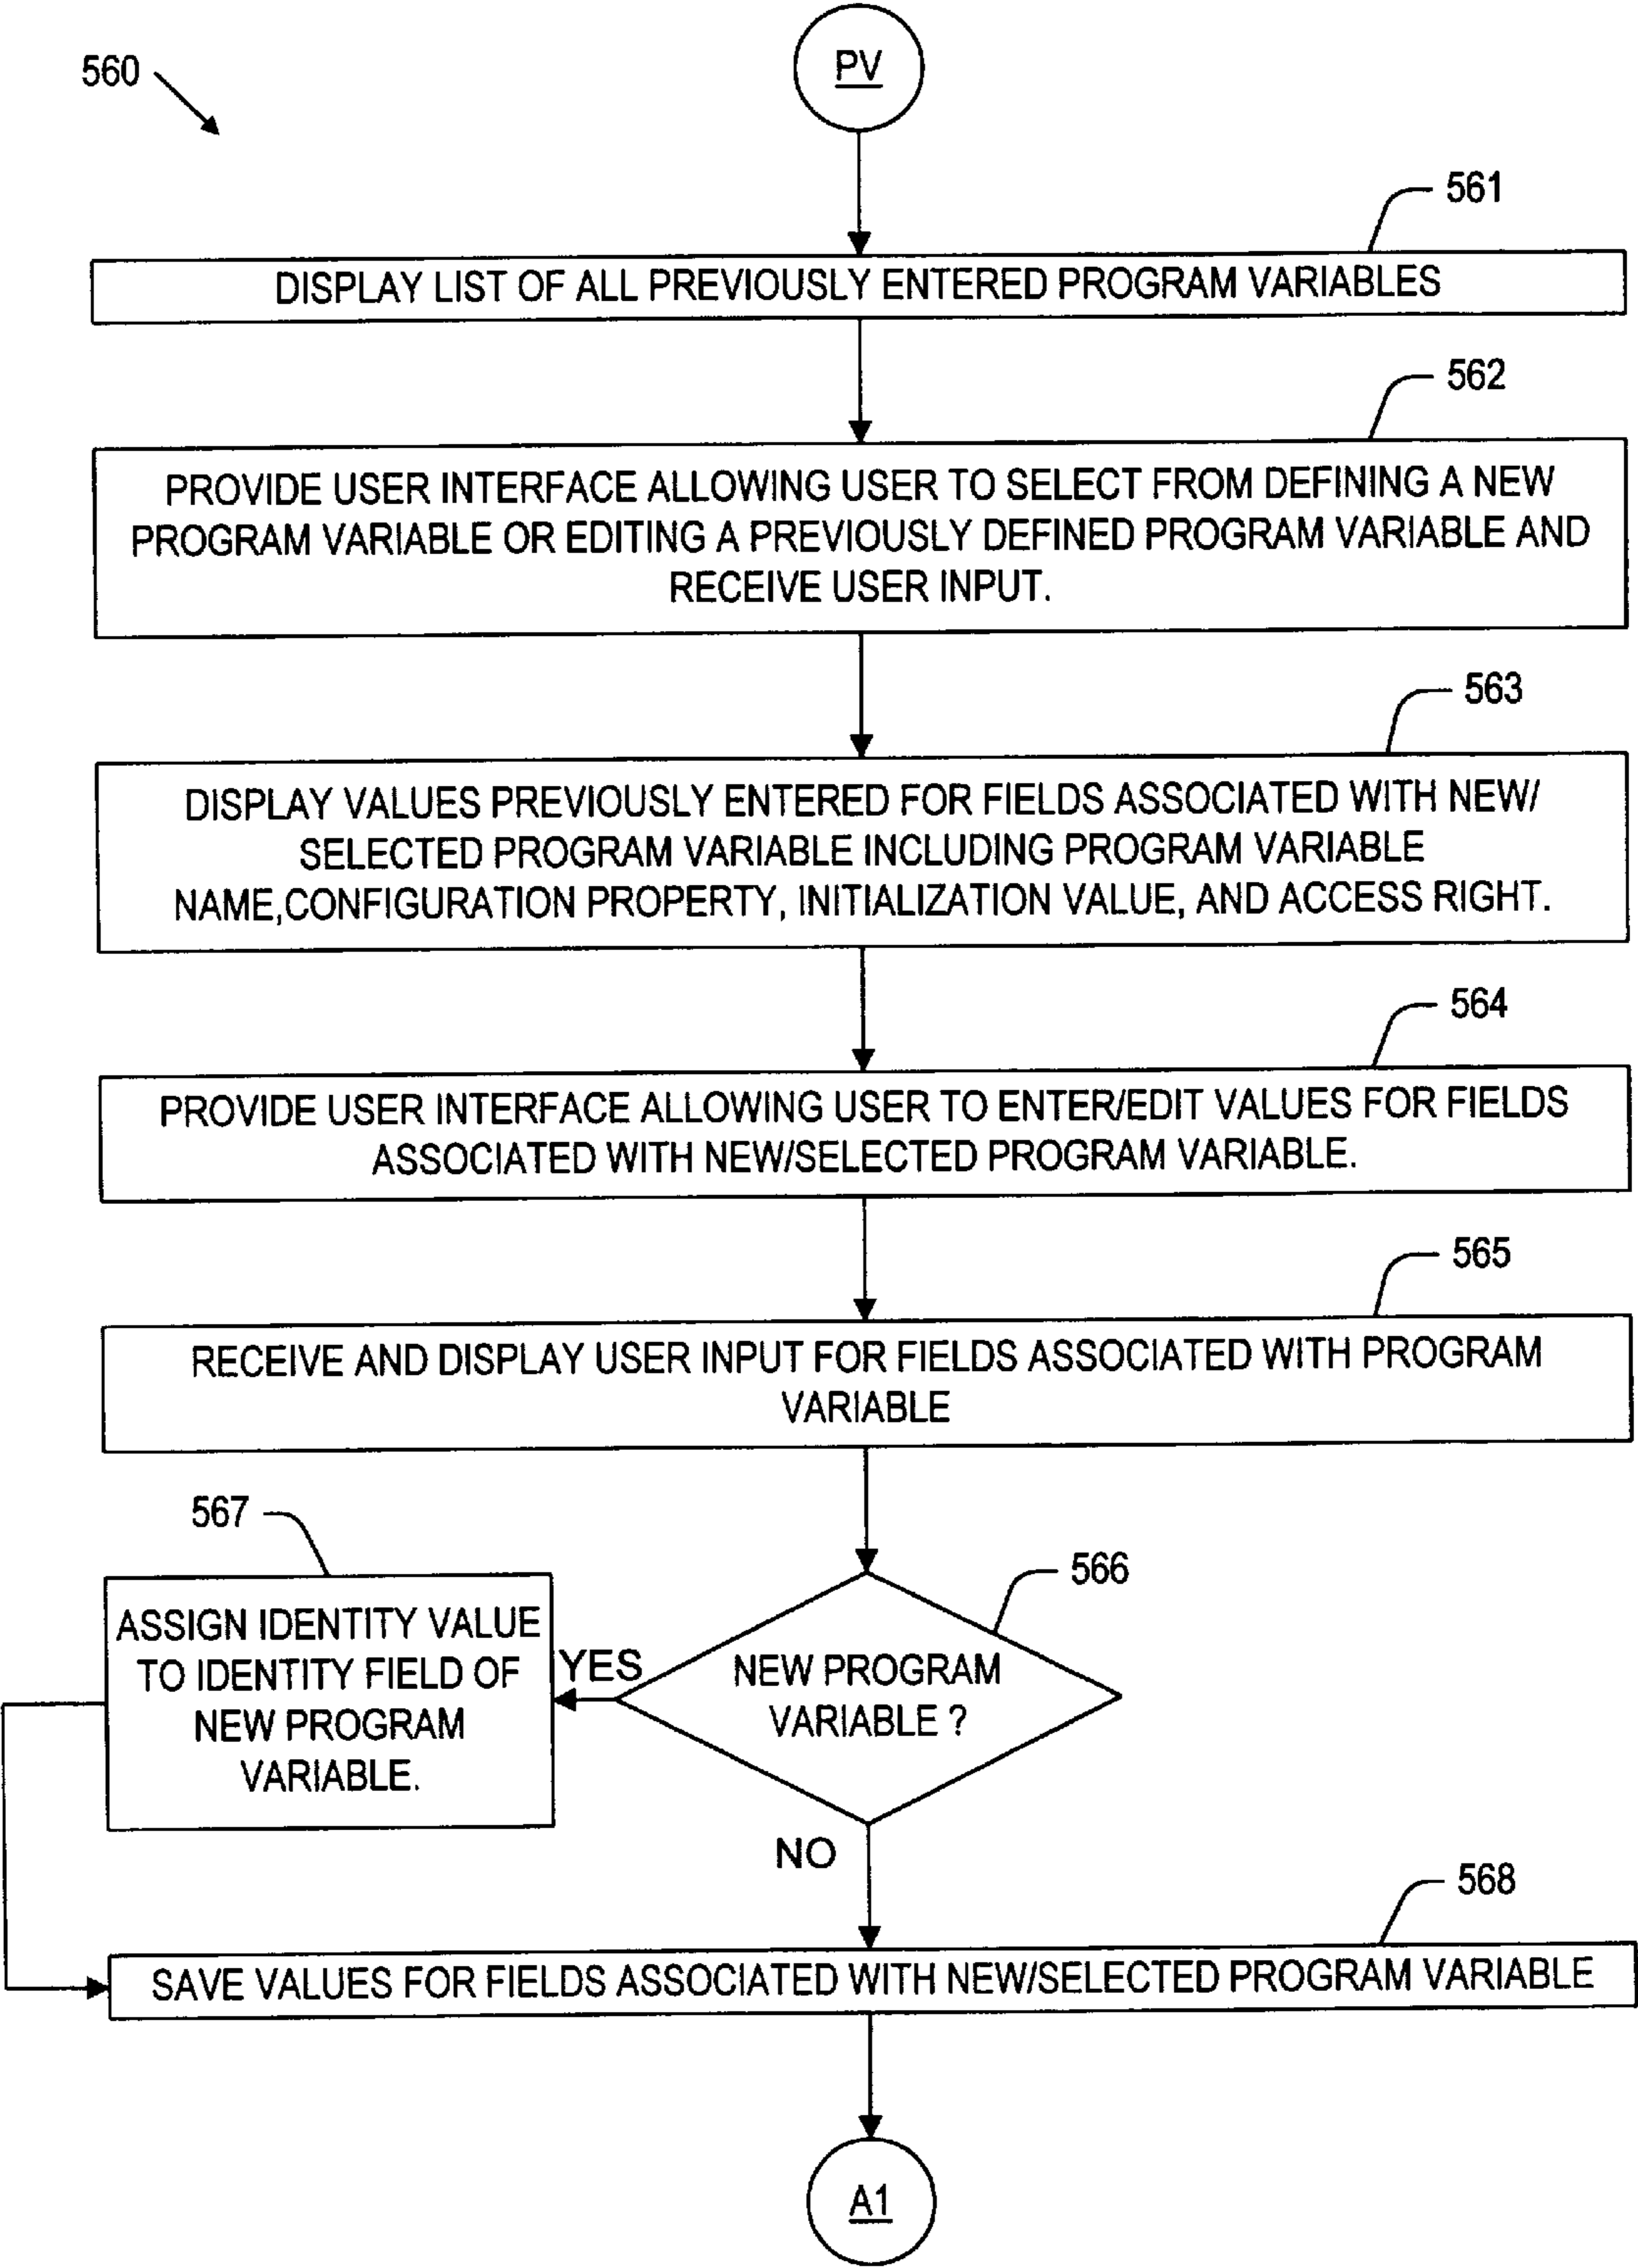 PV
560
561
DISPLAY LIST OF ALL PREVIOUSLY ENTERED PROGRAM VARIABLES
562
PROVIDE USER INTERFACE ALLOWING USER TO SELECT FROM DEFINING A NEW
PROGRAM VARIABLE OR EDITING A PREVIOUSLY DEFINED PROGRAM VARIABLE AND
RECEIVE USER INPUT.
563
DISPLAY VALUES PREVIOUSLY ENTERED FOR FIELDS ASSOCIATED WITH NEW/
SELECTED PROGRAM VARIABLE INCLUDING PROGRAM VARIABLE
NAME,CONFIGURATION PROPERTY, INITIALIZATION VALUE, AND ACCESS RIGHT.
564
PROVIDE USER INTERFACE ALLOWING USER TO ENTER/EDIT VALUES FOR FIELDS
ASSOCIATED WITH NEW/SELECTED PROGRAM VARIABLE.
565
RECEIVE AND DISPLAY USER INPUT FOR FIELDS ASSOCIATED WITH PROGRAM
VARIABLE
566
NEW PROGRAM
VARIABLE ?
YES
567
ASSIGN IDENTITY VALUE
TO IDENTITY FIELD OF
NEW PROGRAM
VARIABLE.
NO
568
SAVE VALUES FOR FIELDS ASSOCIATED WITH NEW/SELECTED PROGRAM VARIABLE
A1